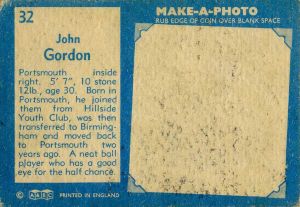 32
John
Gordon
Portsmouth inside
right. 5' 7", 10 stone
12lb., age 30. Born in
Portsmouth, he joined
them from Hillside
Youth Club, was then
transferred to Birming-
ham and moved back
to Portsmouth two
years ago. A neat ball
player who has a good
eye for the half chance.
© A&BC PRINTED IN ENGLAND
MAKE-A-PHOTO
RUB EDGE OF COIN OVER BLANK SPACE